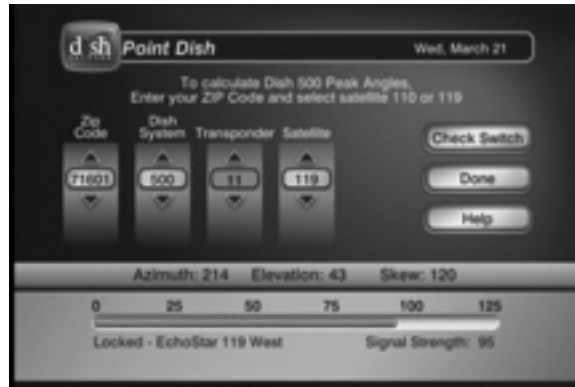 dish Point Dish Wed, March 21
To calculate Dish 500 Peak Angles,
Enter your ZIP Code and select satellite 110 or 119
Zip Code Dish System Transponder Satellite
71601 500 11 119
Check Switch
Done
Help
Azimuth: 214 Elevation: 43 Skew: 120
0 25 50 75 100 125
Locked - EchoStar 119 West Signal Strength: 95